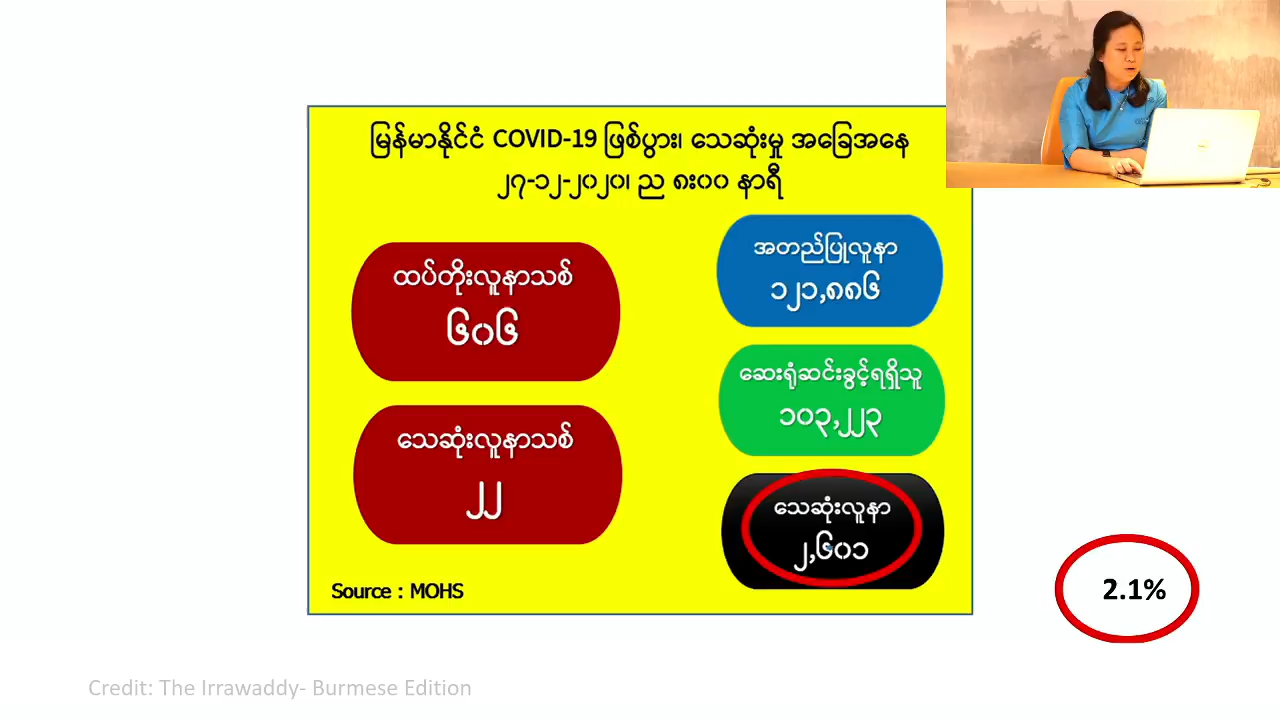 မြန်မာနိုင်ငံ COVID-19 ဖြစ်ပွား၊ သေဆုံးမှု အခြေအနေ
၂၇-၁၂-၂၀၂၀၊ ည ၈း၀၀ နာရီ
ထပ်တိုးလူနာသစ်
၆၀၆
သေဆုံးလူနာသစ်
၂၂
အတည်ပြုလူနာ
၁၂၁,၈၈၆
ဆေးရုံဆင်းခွင့်ရရှိသူ
၁၀၃,၂၂၃
သေဆုံးလူနာ
၂,၆၀၁
Source : MOHS
2.1%
Credit: The Irrawaddy- Burmese Edition